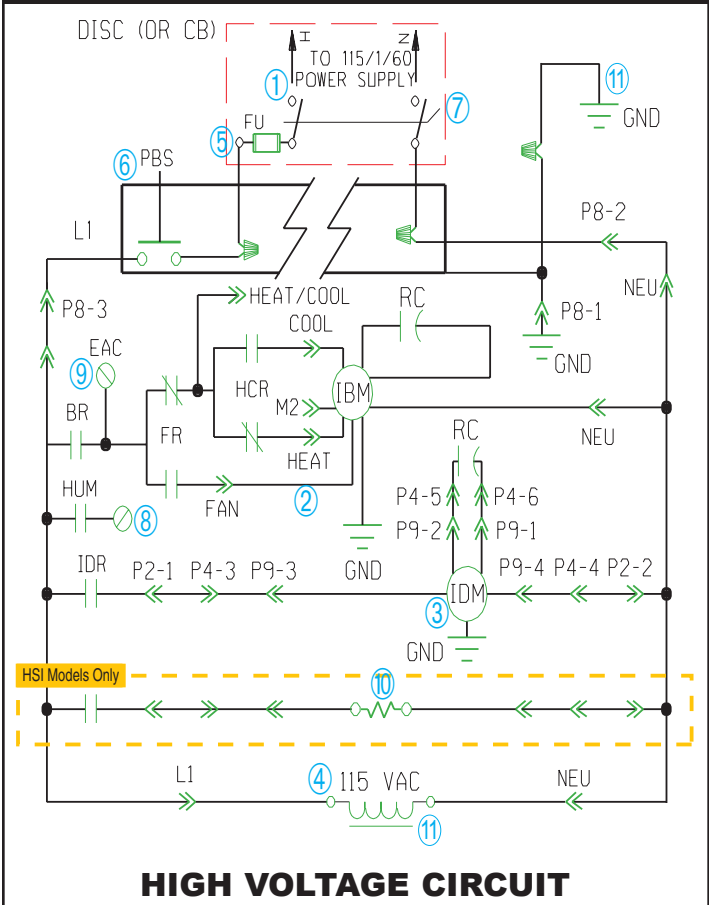 DISC (OR CB)
H
N
TO 115/1/60
POWER SUPPLY
1
11
FU
7
GND
5
6
PBS
P8-2
L1
NEU
HEAT/COOL
RC
P8-3
COOL
P8-1
EAC
GND
9
HCR
IBM
BR
M2
FR
NEU
RC
HEAT
HUM
2
P4-5
P4-6
8
FAN
P9-2
P9-1
IDR
P2-1
P4-3
P9-3
GND
P9-4
P4-4
P2-2
IDM
3
GND
HSI Models Only
10
L1
4
115 VAC
NEU
11
HIGH VOLTAGE CIRCUIT